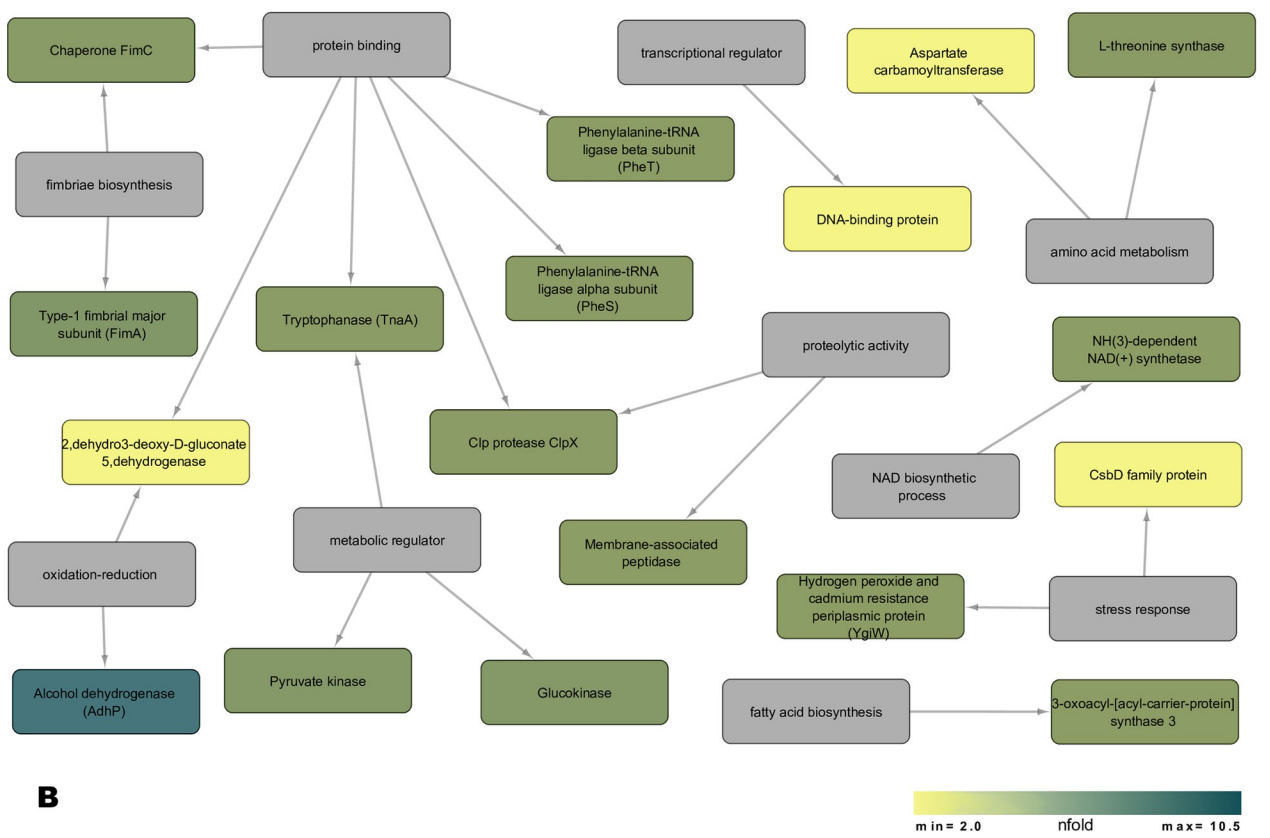 Chaperone FimC
protein binding
transcriptional regulator
Aspartate
carbamoyltransferase
L-threonine synthase
Phenylalanine-tRNA
ligase beta subunit
(PheT)
fimbriae biosynthesis
DNA-binding protein
amino acid metabolism
Phenylalanine-tRNA
ligase alpha subunit
(PheS)
Type-1 fimbrial major
subunit (FimA)
Tryptophanase (TnaA)
proteolytic activity
NH(3)-dependent
NAD(+) synthetase
2,dehydro3-deoxy-D-gluconate
5,dehydrogenase
Clp protease ClpX
NAD biosynthetic
process
CsbD family protein
metabolic regulator
Membrane-associated
peptidase
oxidation-reduction
Hydrogen peroxide and
cadmium resistance
periplasmic protein
(YgiW)
stress response
Alcohol dehydrogenase
(AdhP)
Pyruvate kinase
Glucokinase
fatty acid biosynthesis
3-oxoacyl-[acyl-carrier-protein]
synthase 3
B
min= 2.0 nfold max= 10.5